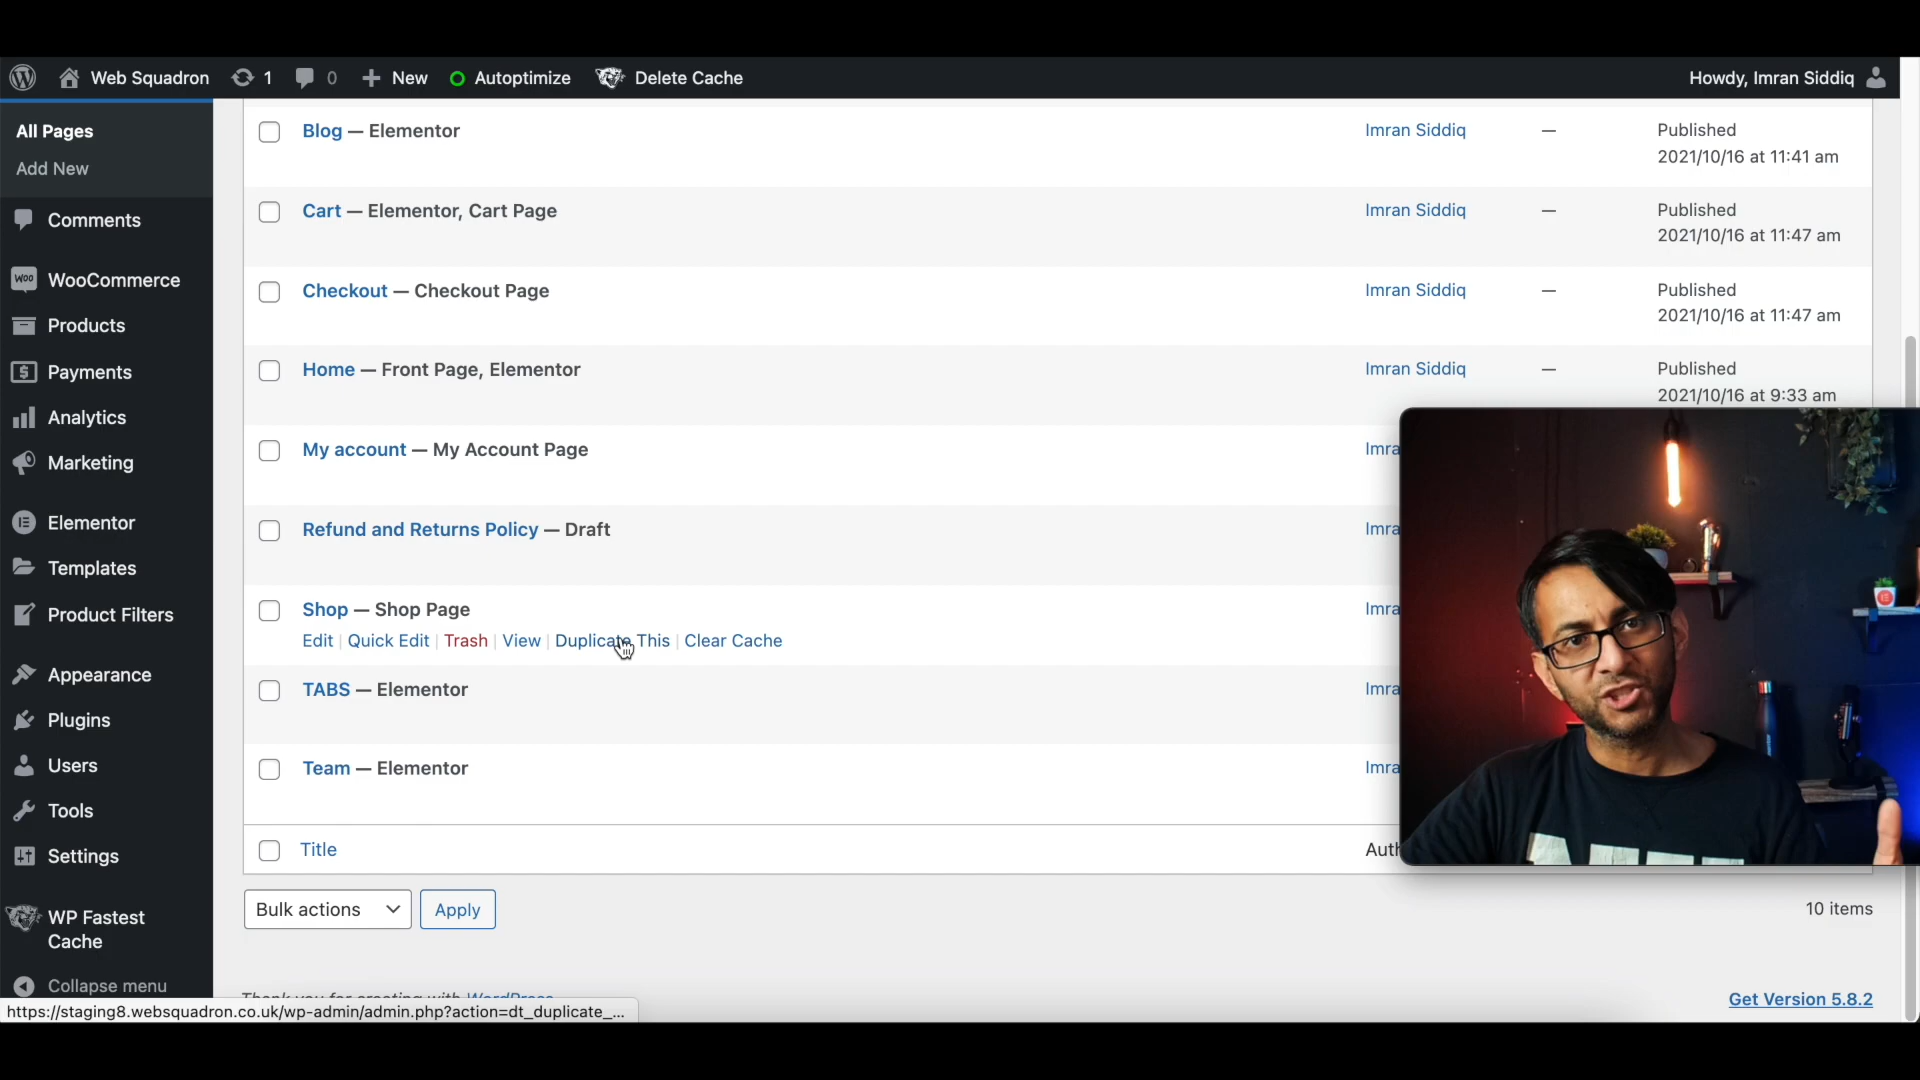 Web Squadron 1 0 New Autoptimize Delete Cache Howdy, Imran Siddiq
All Pages
Add New
Comments
WOO WooCommerce
Products
Payments
Analytics
Marketing
Elementor
Templates
Product Filters
Appearance
Plugins
Users
Tools
Settings
WP Fastest
Cache
Collapse menu
Blog — Elementor Imran Siddiq — Published
2021/10/16 at 11:41 am
Cart — Elementor, Cart Page Imran Siddiq — Published
2021/10/16 at 11:47 am
Checkout — Checkout Page Imran Siddiq — Published
2021/10/16 at 11:47 am
Home — Front Page, Elementor Imran Siddiq — Published
2021/10/16 at 9:33 am
My account — My Account Page Imra
Refund and Returns Policy — Draft Imra
Shop — Shop Page Imra
Edit | Quick Edit | Trash | View | Duplicate This | Clear Cache
TABS — Elementor Imra
Team — Elementor Imra
Title Auth
Bulk actions Apply 10 items
Thank you for creating with WordPress Get Version 5.8.2
https://staging8.websquadron.co.uk/wp-admin/admin.php?action=dt_duplicate_...